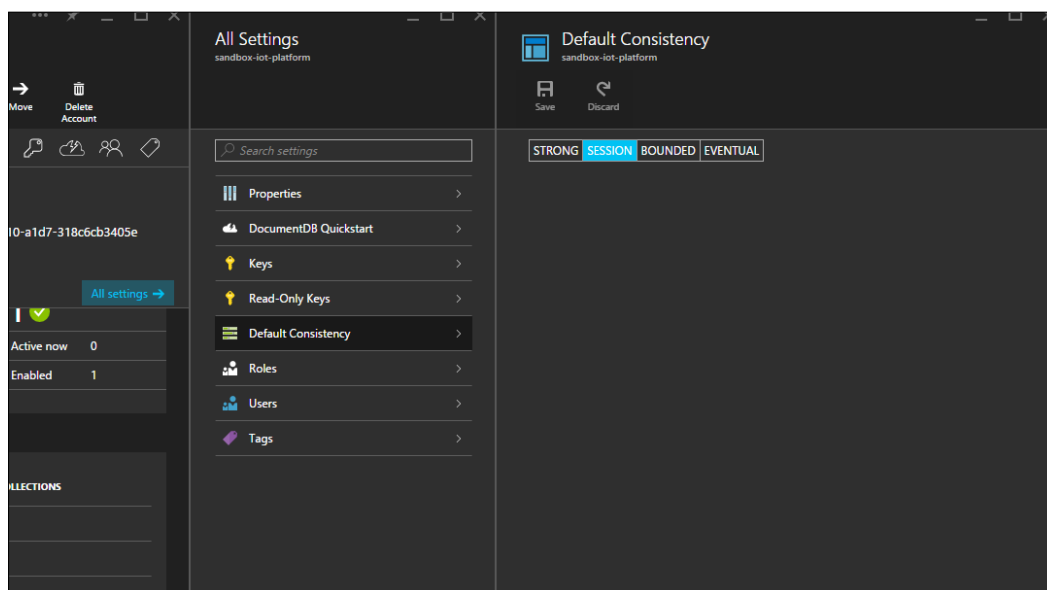 Move
Delete
Account
10-a1d7-318c6cb3405e
All settings →
Active now 0
Enabled 1
All Settings
sandbox-iot-platform
Search settings
Properties
DocumentDB Quickstart
Keys
Read-Only Keys
Default Consistency
Roles
Users
Tags
Default Consistency
sandbox-iot-platform
Save
Discard
STRONG SESSION BOUNDED EVENTUAL